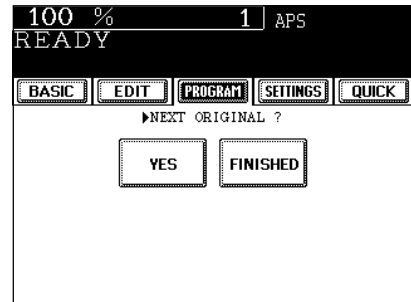 100 % 1 APS
READY
BASIC EDIT PROGRAM SETTINGS QUICK
▶NEXT ORIGINAL ?
YES FINISHED